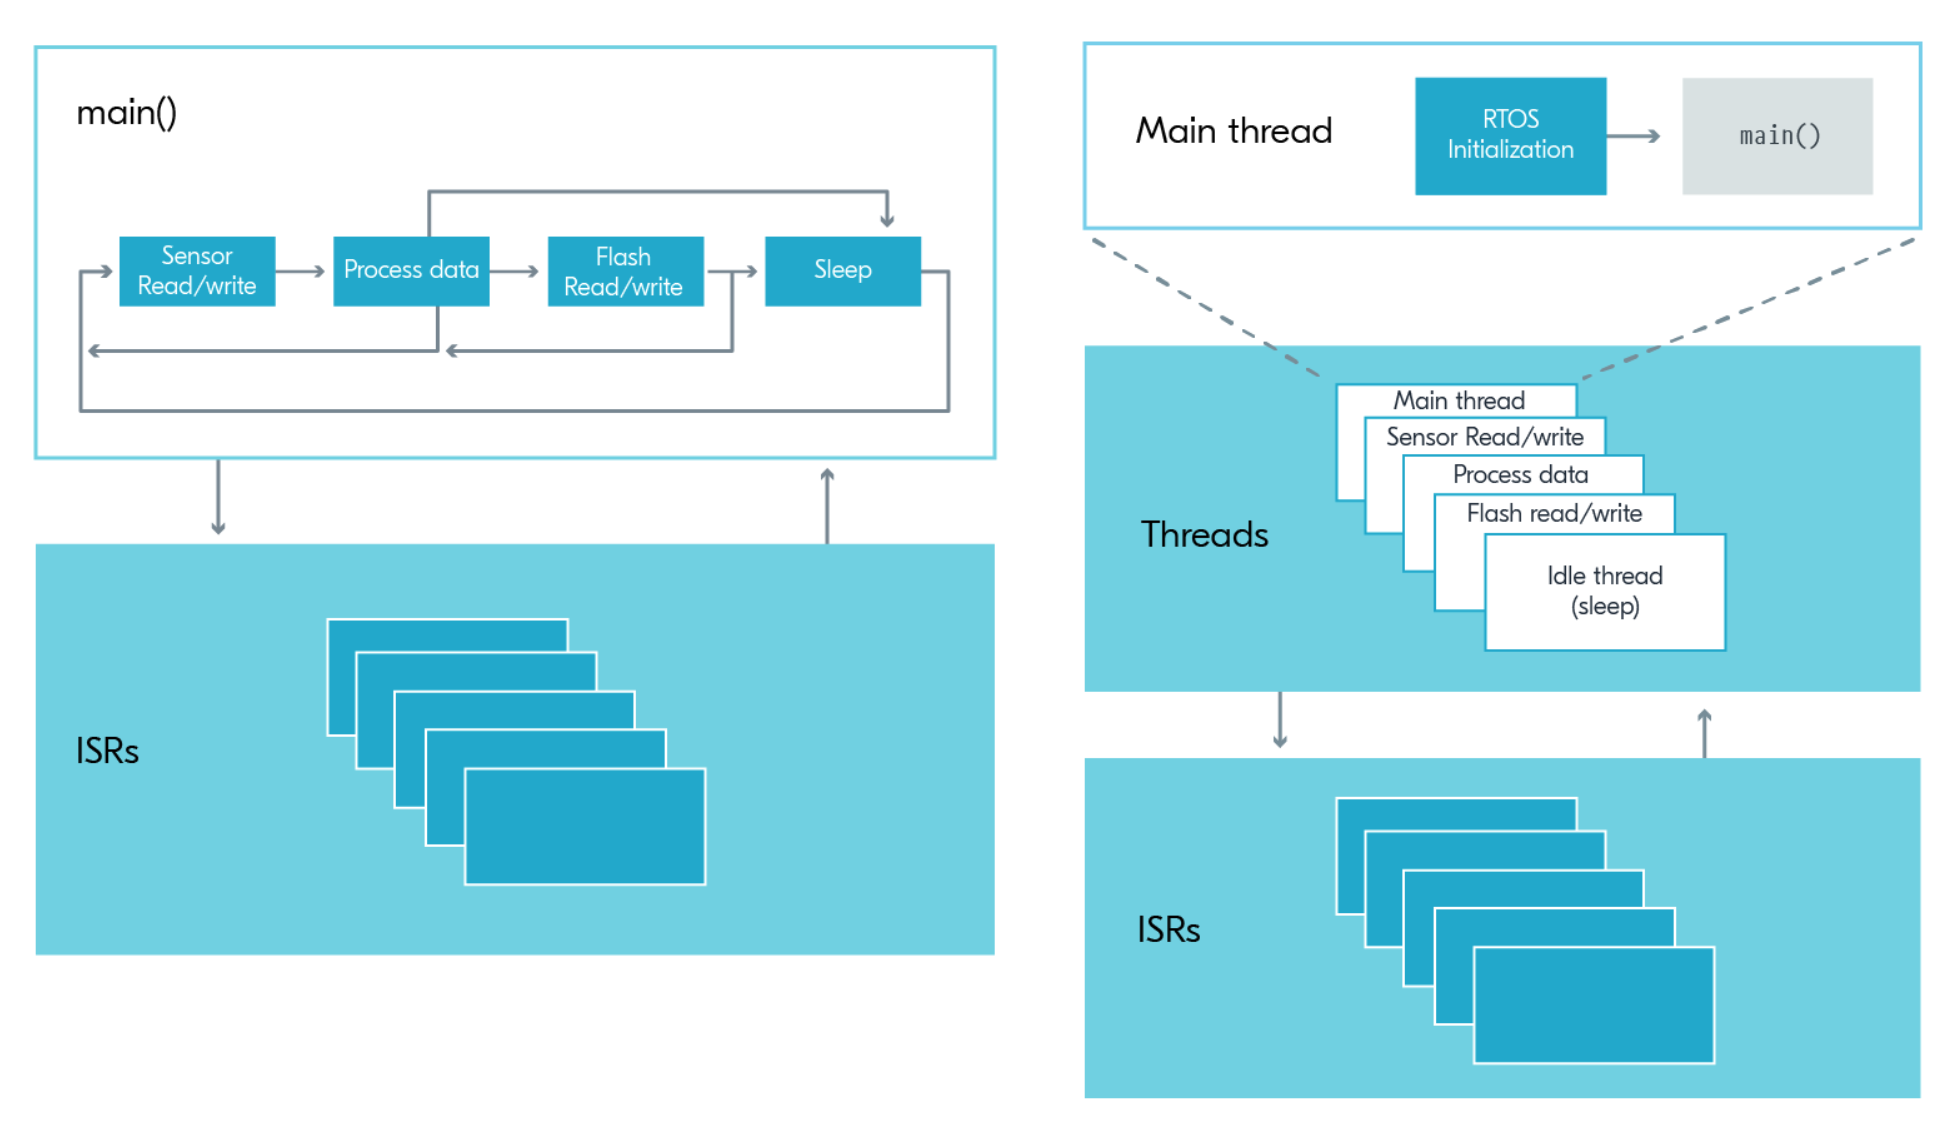 main()
Sensor
Read/write
Process data
Flash
Read/write
Sleep
ISRs
Main thread
RTOS
Initialization
main()
Threads
Main thread
Sensor Read/write
Process data
Flash read/write
Idle thread
(sleep)
ISRs